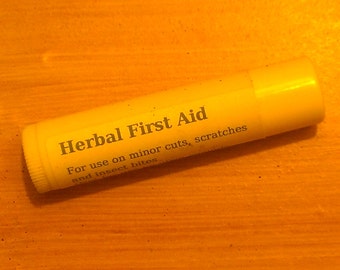 Herbal First Aid
For use on minor cuts, scratches
and insect bites